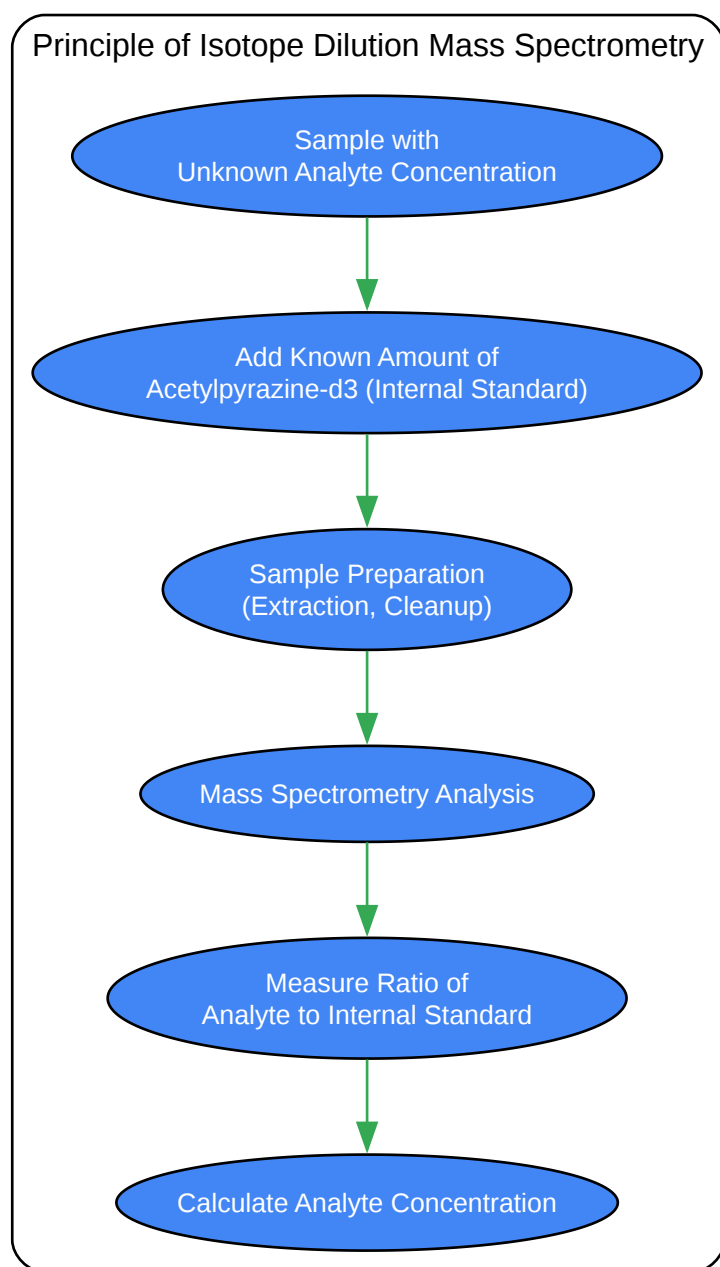 Principle of Isotope Dilution Mass Spectrometry
Sample with
Unknown Analyte Concentration
Add Known Amount of
Acetylpyrazine-d3 (Internal Standard)
Sample Preparation
(Extraction, Cleanup)
Mass Spectrometry Analysis
Measure Ratio of
Analyte to Internal Standard
Calculate Analyte Concentration